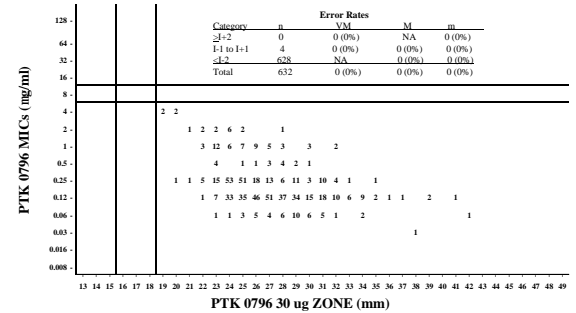 Error Rates
Category n VM M m
>I+2 0 0 (0%) NA 0 (0%)
I-1 to I+1 4 0 (0%) 0 (0%) 0 (0%)
<I-2 628 NA 0 (0%) 0 (0%)
Total 632 0 (0%) 0 (0%) 0 (0%)
PTK 0796 MICs (mg/ml)
128 -
64 -
32 -
16 -
8 -
4 - 2 2
2 - 1 2 2 6 2 1
1 - 3 12 6 7 9 5 3 3 2
0.5 - 4 1 1 3 4 2 1
0.25 - 1 1 5 15 53 51 18 13 6 11 3 10 4 1 1
0.12 - 1 7 33 35 46 51 37 34 15 18 10 6 9 2 1 1 2 1
0.06 - 1 1 3 5 4 6 10 6 5 1 2 1
0.03 - 1
0.016 -
0.008 -
13 14 15 16 17 18 19 20 21 22 23 24 25 26 27 28 29 30 31 32 33 34 35 36 37 38 39 40 41 42 43 44 45 46 47 48 49
PTK 0796 30 ug ZONE (mm)